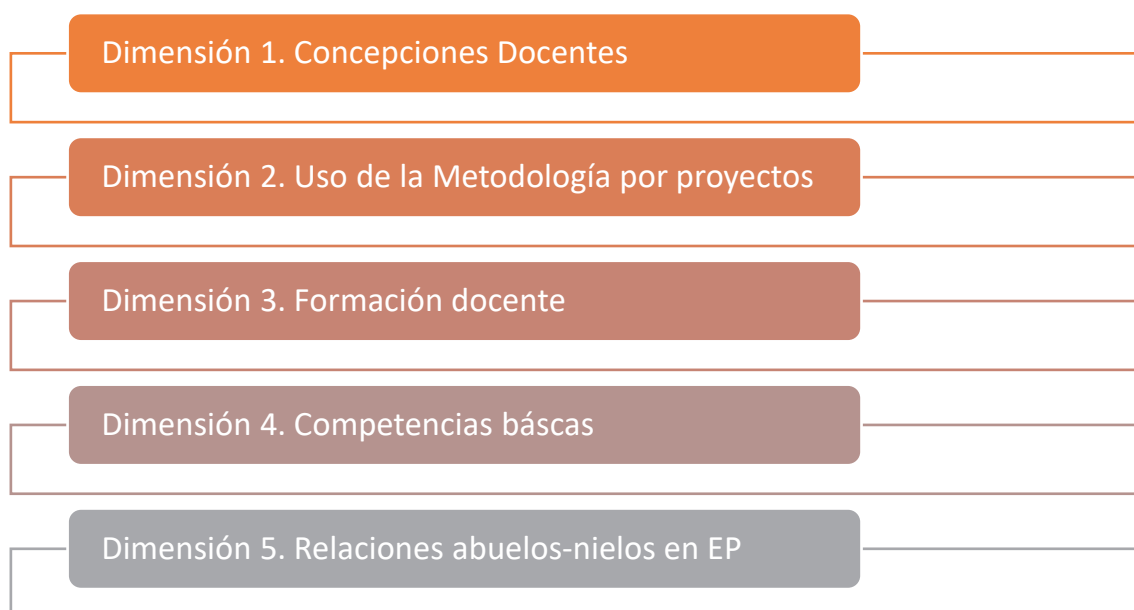 Dimensión 1. Concepciones Docentes
Dimensión 2. Uso de la Metodología por proyectos
Dimensión 3. Formación docente
Dimensión 4. Competencias báscas
Dimensión 5. Relaciones abuelos-nielos en EP